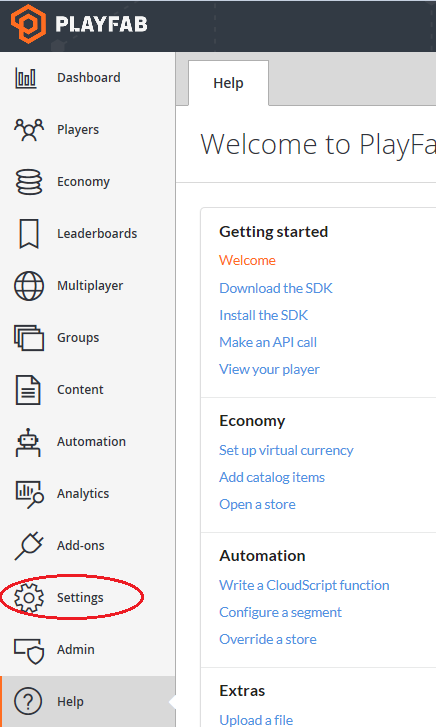 PLAYFAB
Dashboard
Players
Economy
Leaderboards
Multiplayer
Groups
Content
Automation
Analytics
Add-ons
Settings
Admin
Help
Help
Welcome to PlayFa
Getting started
Welcome
Download the SDK
Install the SDK
Make an API call
View your player
Economy
Set up virtual currency
Add catalog items
Open a store
Automation
Write a CloudScript function
Configure a segment
Override a store
Extras
Upload a file